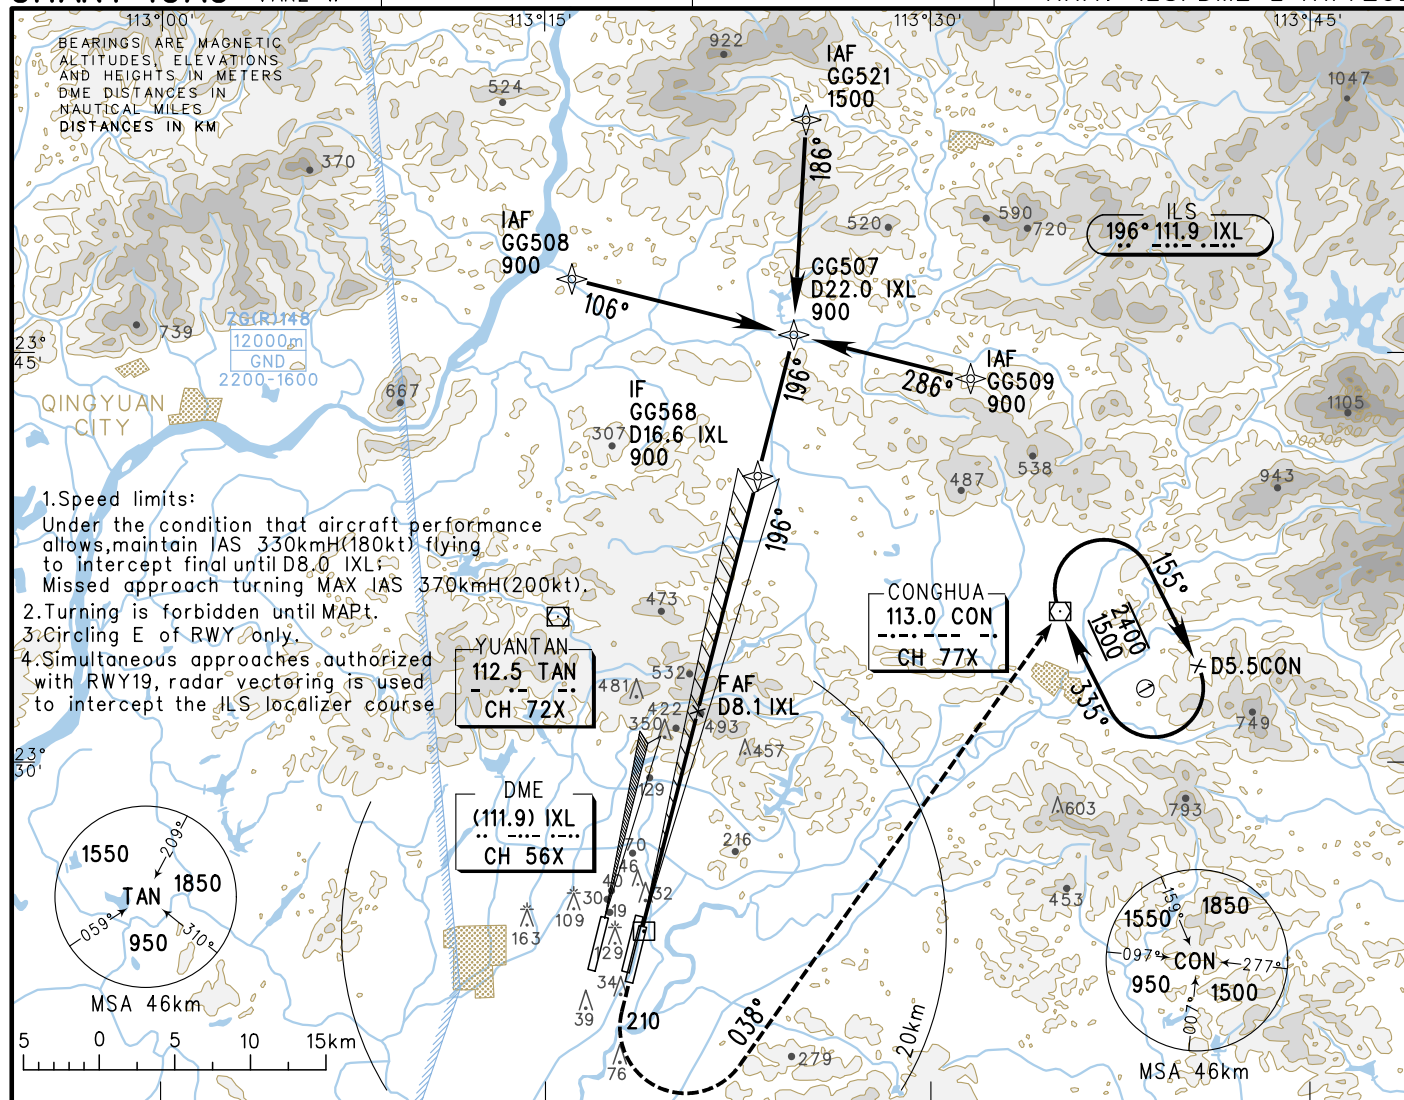 113°00'
113°15'
113°30'
113°45'
BEARINGS ARE MAGNETIC
ALTITUDES, ELEVATIONS
AND HEIGHTS IN METERS
DME DISTANCES IN
NAUTICAL MILES
DISTANCES IN KM
922
524
370
1047
IAF
GG521
1500
186°
520
590
720
ILS
196° 111.9 IXL
IAF
GG508
900
106°
GG507
D22.0 IXL
900
739
ZG(R)148
12000m
GND
2200-1600
23°
45'
IAF
GG509
900
286°
196°
667
QINGYUAN
CITY
IF
GG568
D16.6 IXL
900
307
1105
500
300
487
538
943
196°
1.Speed limits:
Under the condition that aircraft performance
allows,maintain IAS 330kmH(180kt) flying
to intercept final until D8.0 IXL;
Missed approach turning MAX IAS 370kmH(200kt).
2.Turning is forbidden until MAPt.
3.Circling E of RWY only.
4.Simultaneous approaches authorized
with RWY19, radar vectoring is used
to intercept the ILS localizer course
YUANTAN
112.5 TAN
CH 72X
473
532
481
422
350
493
457
FAF
D8.1 IXL
CONGHUA
113.0 CON
CH 77X
155°
2400
1500
335°
D5.5CON
749
23°
30'
DME
(111.9) IXL
CH 56X
129
216
603
793
453
70
46
40
30
19
32
109
163
129
34
39
76
210
038°
279
20km
1550
209°
TAN
1850
059°
310°
950
MSA 46km
5 0 5 10 15km
159°
1550
1850
097°
CON
277°
950
1500
007°
MSA 46km